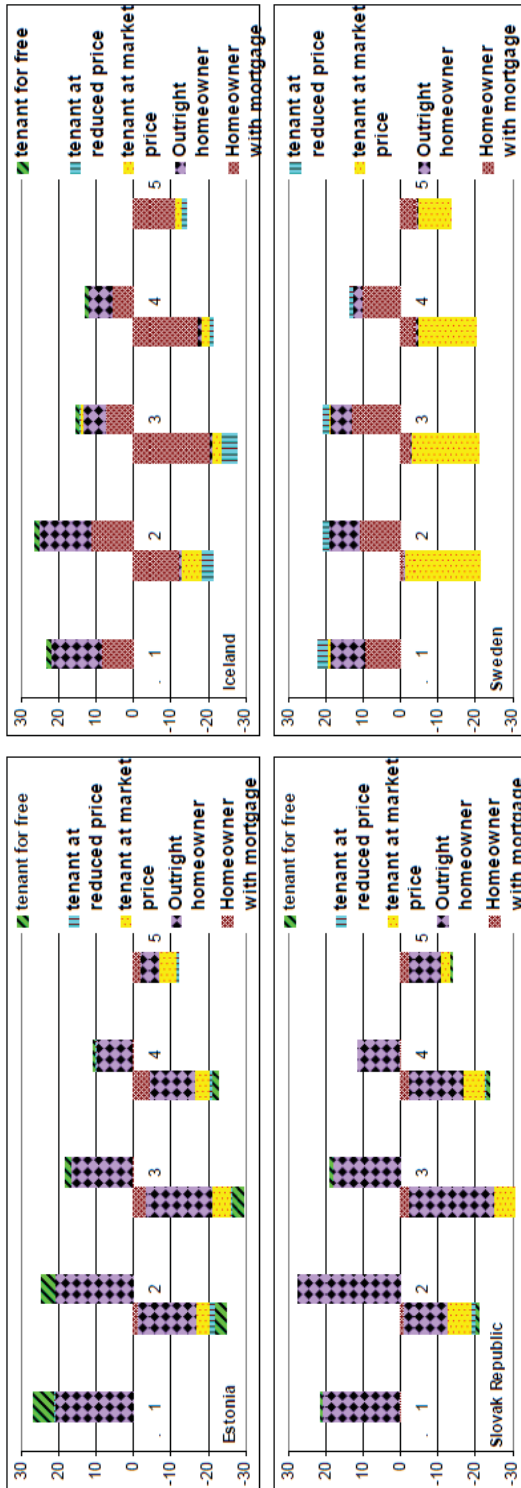 30
20
10
0
-10
-20
-30
.
1
2
3
4
5
Estonia
tenant for free
tenant at
reduced price
tenant at market
price
Outright
homeowner
Homeowner
with mortgage
30
20
10
0
-10
-20
-30
.
1
2
3
4
5
Iceland
tenant for free
tenant at
reduced price
tenant at market
price
Outright
homeowner
Homeowner
with mortgage
30
20
10
0
-10
-20
-30
.
1
2
3
4
5
Slovak Republic
tenant for free
tenant at
reduced price
tenant at market
price
Outright
homeowner
Homeowner
with mortgage
30
20
10
0
-10
-20
-30
.
1
2
3
4
5
Sweden
tenant at
reduced price
tenant at market
price
Outright
homeowner
Homeowner
with mortgage